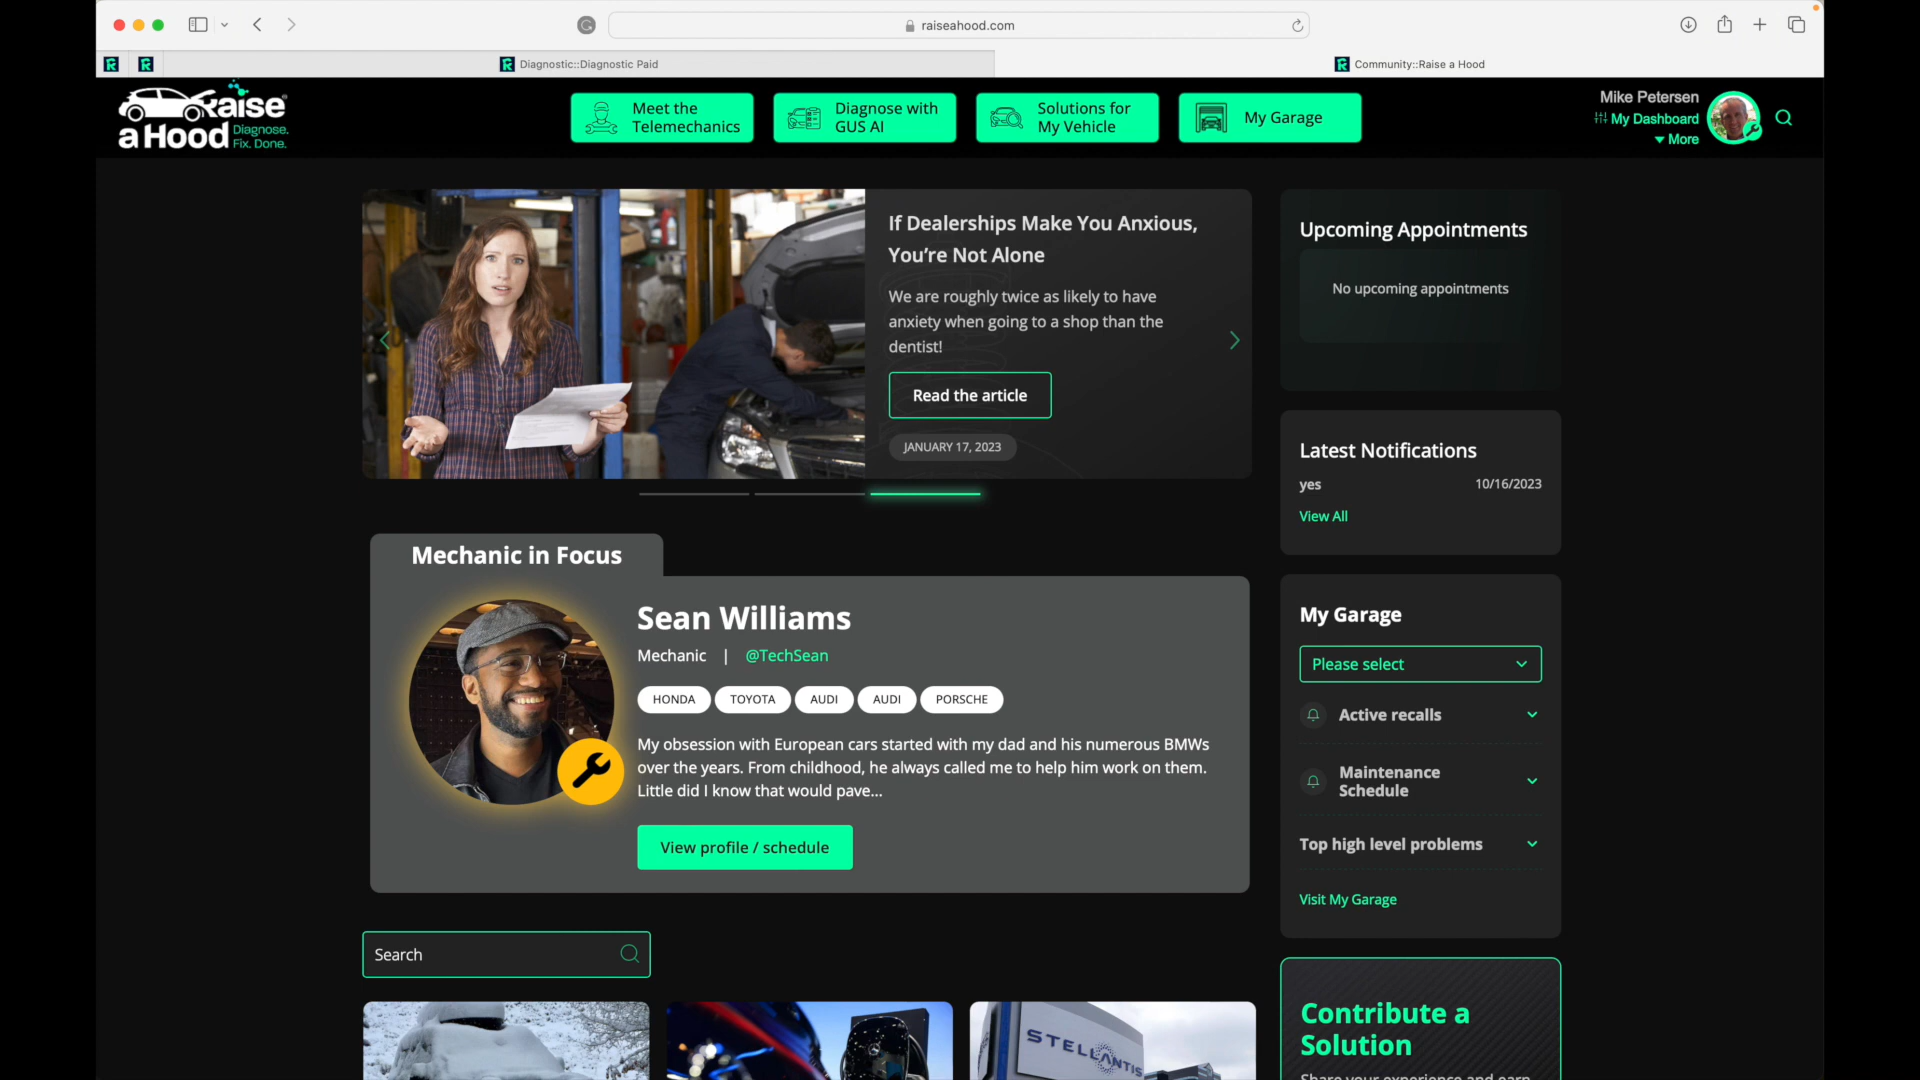 raiseahood.com
Diagnostic::Diagnostic Paid
Community::Raise a Hood
Raise
a Hood
Diagnose.
Fix. Done.
Meet the
Telemechanics
Diagnose with
GUS AI
Solutions for
My Vehicle
My Garage
Mike Petersen
My Dashboard
More
If Dealerships Make You Anxious,
You're Not Alone
We are roughly twice as likely to have
anxiety when going to a shop than the
dentist!
Read the article
JANUARY 17, 2023
Upcoming Appointments
No upcoming appointments
Latest Notifications
yes 10/16/2023
View All
Mechanic in Focus
Sean Williams
Mechanic | @TechSean
HONDA TOYOTA AUDI AUDI PORSCHE
My obsession with European cars started with my dad and his numerous BMWs
over the years. From childhood, he always called me to help him work on them.
Little did I know that would pave...
View profile / schedule
My Garage
Please select
Active recalls
Maintenance
Schedule
Top high level problems
Visit My Garage
Search
STELLANTIS
Contribute a
Solution
Share your experience and earn